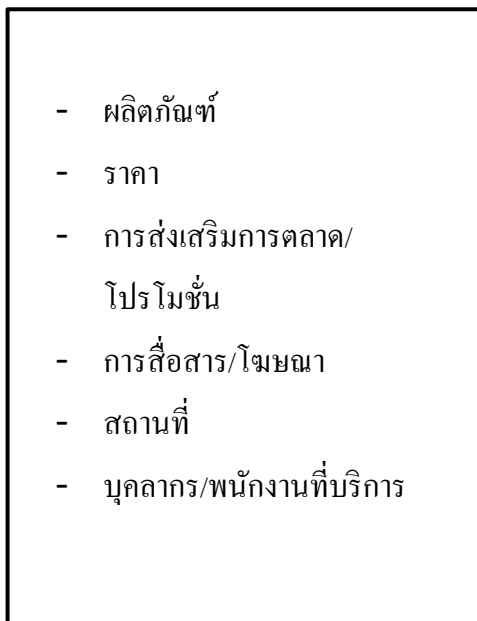 - ผลิตภัณฑ์
- ราคา
- การส่งเสริมการตลาด/
โปรโมชั่น
- การสื่อสาร/โฆษณา
- สถานที่
- บุคลากร/พนักงานที่บริการ